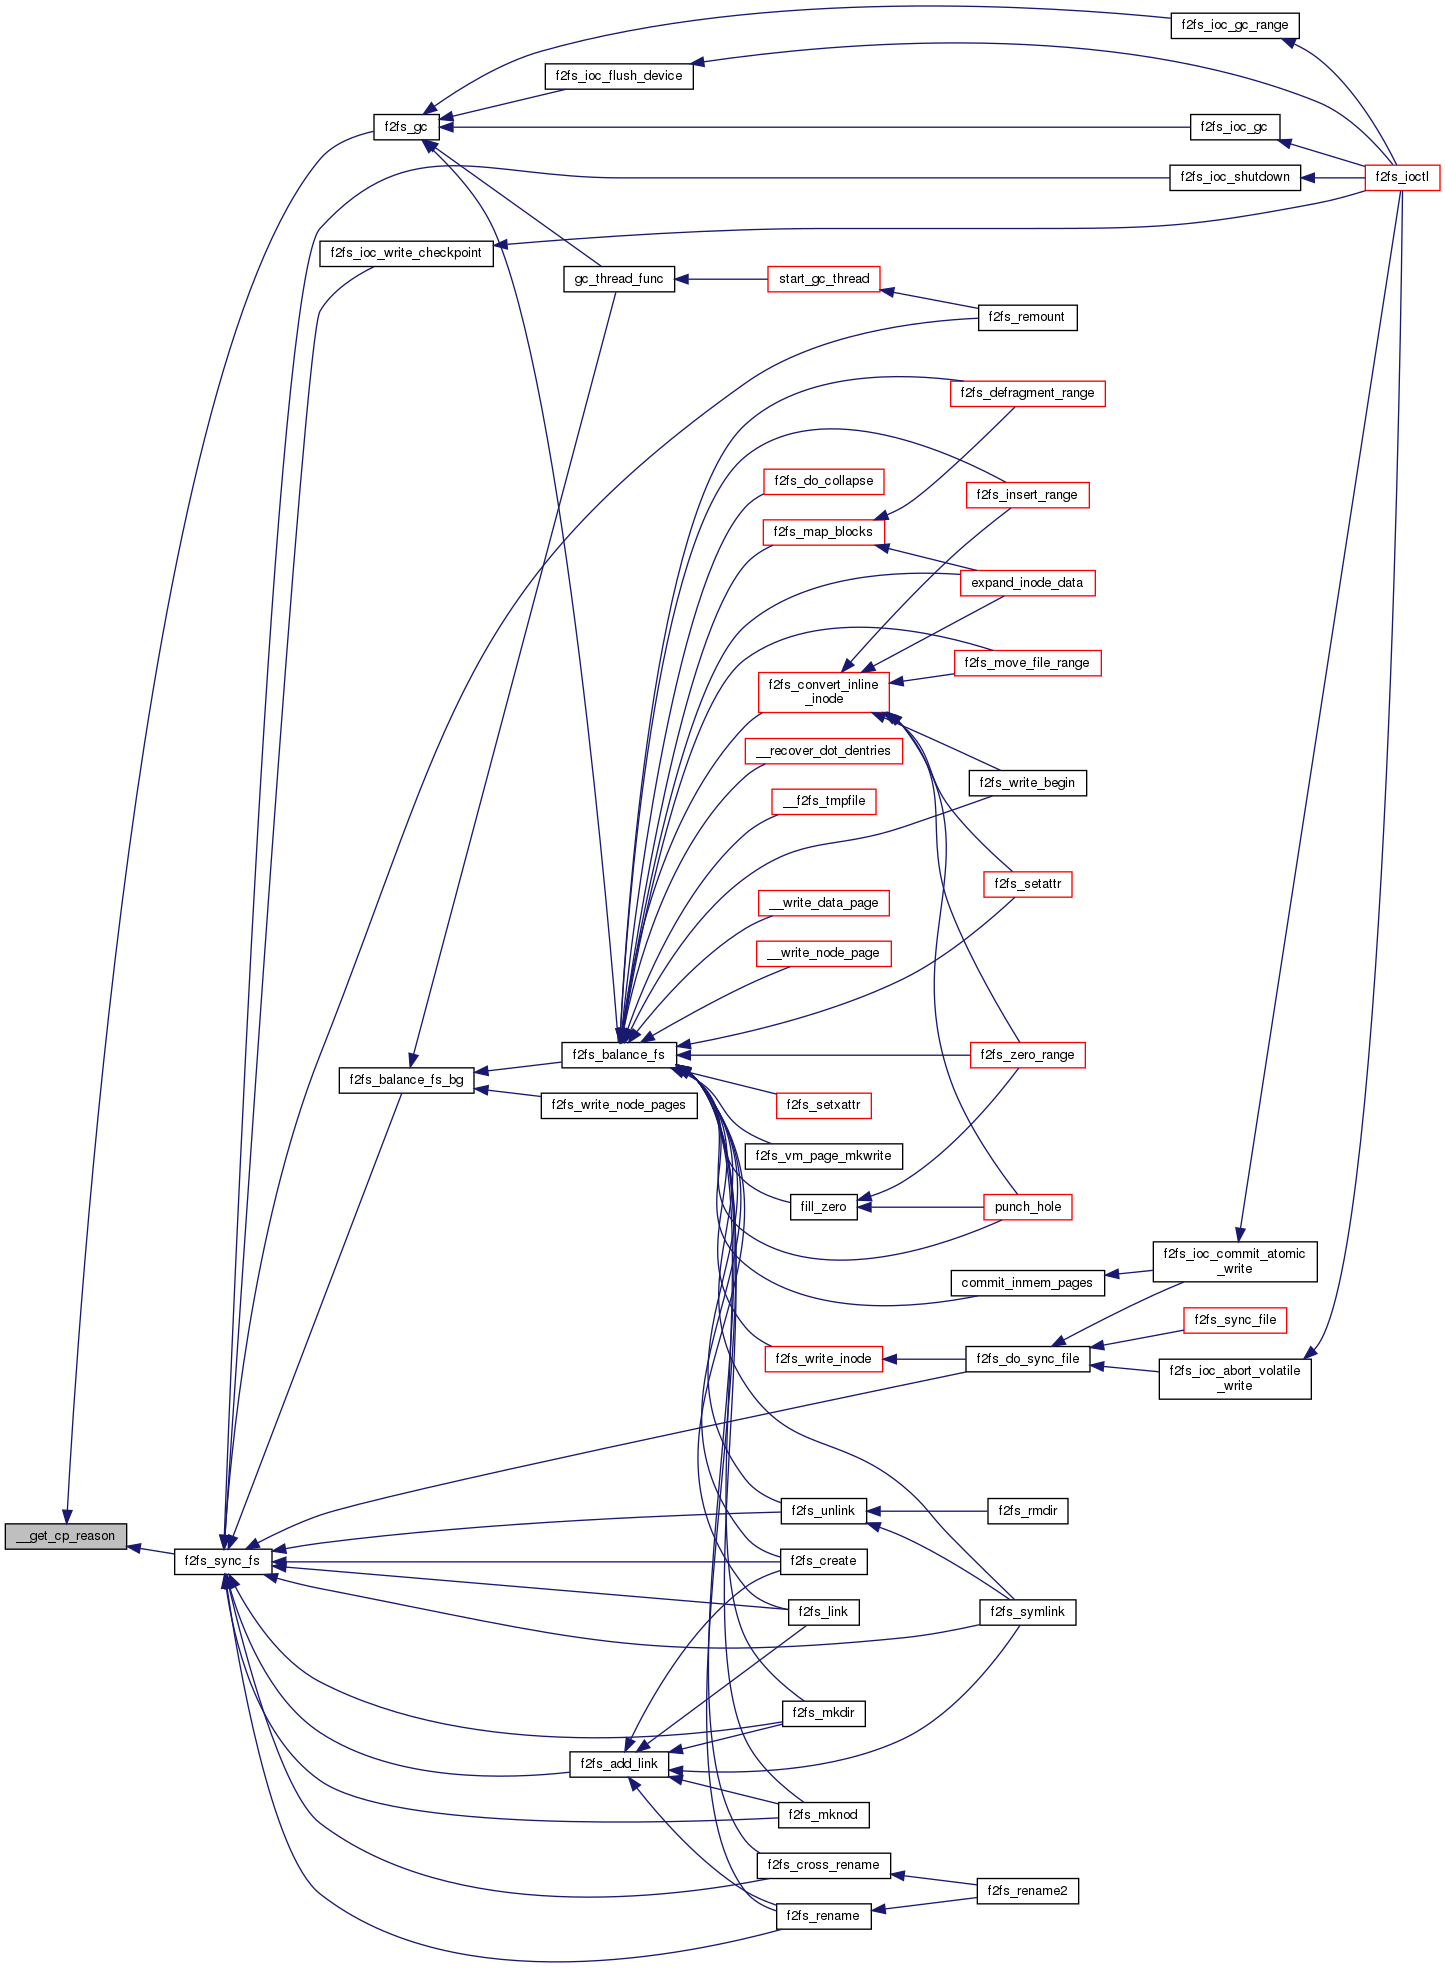 f2fs_ioc_gc_range
f2fs_ioc_flush_device
f2fs_gc
f2fs_ioc_gc
f2fs_ioc_shutdown
f2fs_ioctl
f2fs_ioc_write_checkpoint
gc_thread_func
start_gc_thread
f2fs_remount
f2fs_defragment_range
f2fs_do_collapse
f2fs_insert_range
f2fs_map_blocks
expand_inode_data
f2fs_move_file_range
f2fs_convert_inline
_inode
__recover_dot_dentries
f2fs_write_begin
__f2fs_tmpfile
f2fs_setattr
__write_data_page
__write_node_page
f2fs_balance_fs
f2fs_zero_range
f2fs_balance_fs_bg
f2fs_write_node_pages
f2fs_setxattr
f2fs_vm_page_mkwrite
fill_zero
punch_hole
f2fs_ioc_commit_atomic
_write
commit_inmem_pages
f2fs_sync_file
f2fs_write_inode
f2fs_do_sync_file
f2fs_ioc_abort_volatile
_write
f2fs_unlink
f2fs_rmdir
__get_cp_reason
f2fs_sync_fs
f2fs_create
f2fs_link
f2fs_symlink
f2fs_mkdir
f2fs_add_link
f2fs_mknod
f2fs_cross_rename
f2fs_rename2
f2fs_rename